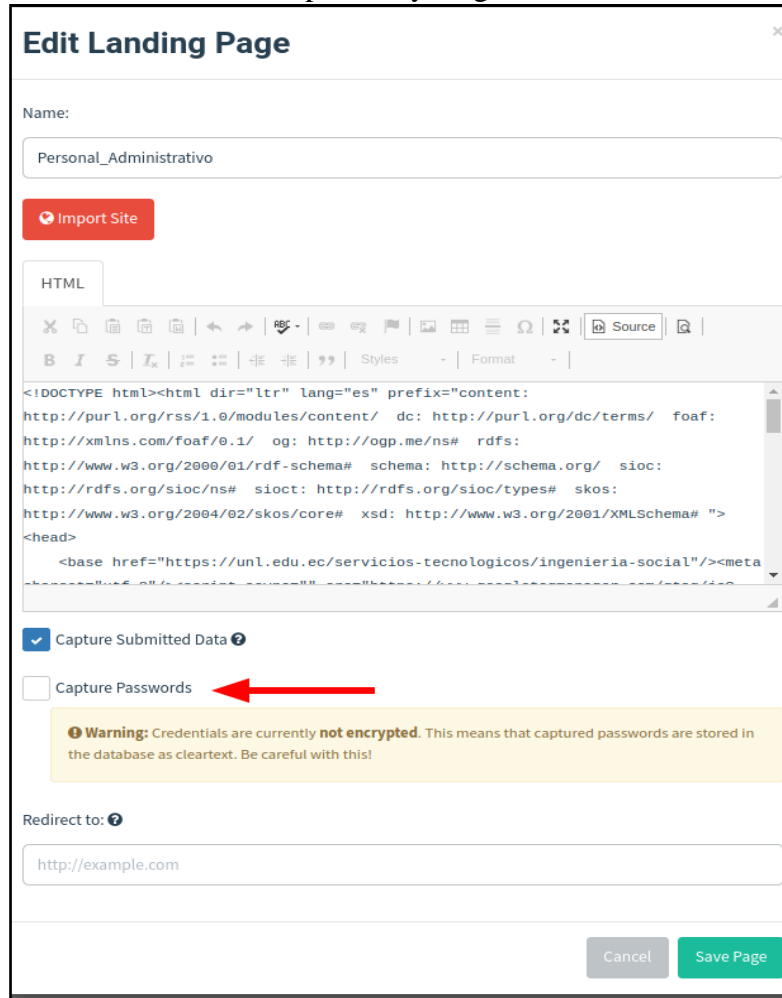 Edit Landing Page
×
Name:
Personal_Administrativo
Import Site
HTML
ABC
Ω
Source
B I S Ix
Styles
Format
<!DOCTYPE html><html dir="ltr" lang="es" prefix="content:
http://purl.org/rss/1.0/modules/content/  dc: http://purl.org/dc/terms/  foaf:
http://xmlns.com/foaf/0.1/  og: http://ogp.me/ns#  rdfs:
http://www.w3.org/2000/01/rdf-schema#  schema: http://schema.org/  sioc:
http://rdfs.org/sioc/ns#  sioct: http://rdfs.org/sioc/types#  skos:
http://www.w3.org/2004/02/skos/core#  xsd: http://www.w3.org/2001/XMLSchema# ">
<head>
<base href="https://unl.edu.ec/servicios-tecnologicos/ingenieria-social"/><meta
Capture Submitted Data
Capture Passwords
Warning: Credentials are currently not encrypted. This means that captured passwords are stored in
the database as cleartext. Be careful with this!
Redirect to:
http://example.com
Cancel
Save Page